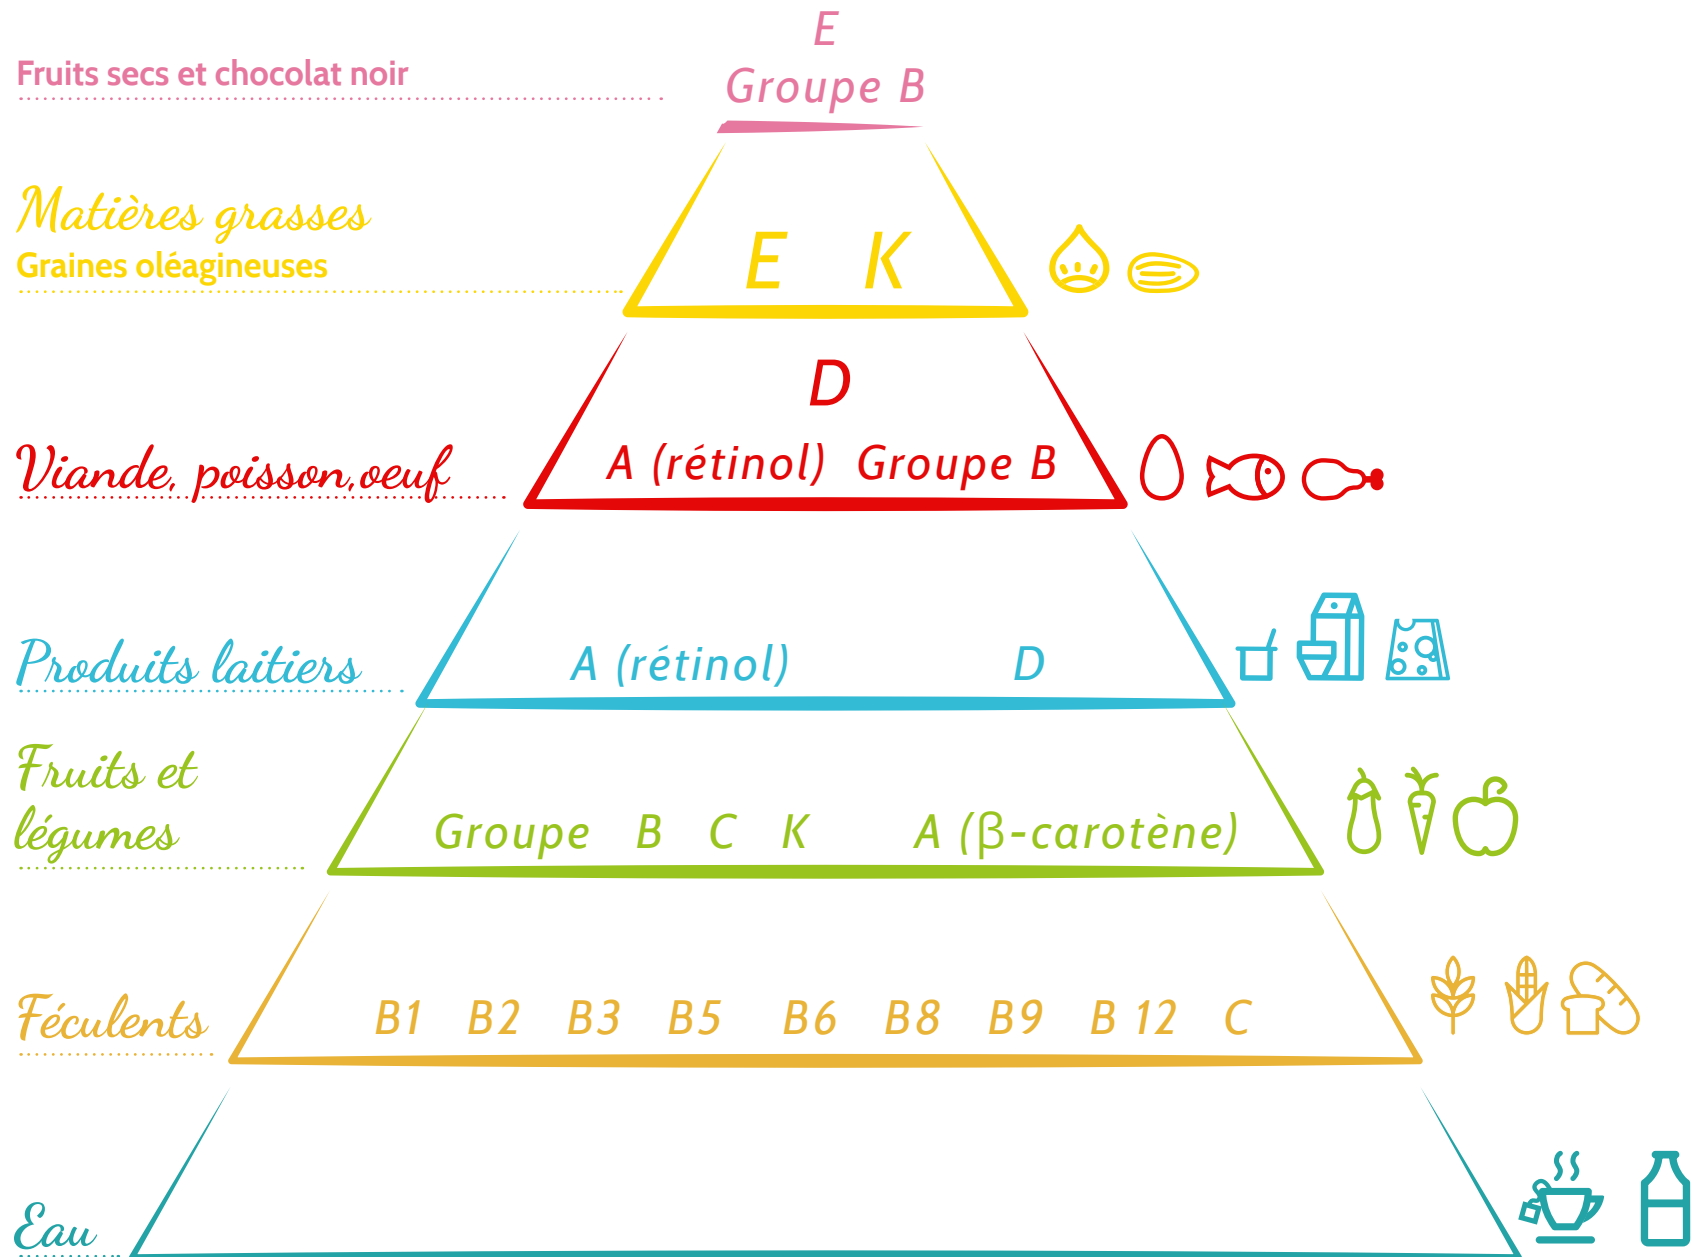 E
Fruits secs et chocolat noir
Groupe B
Matières grasses
E K
Graines oléagineuses
D
Viande, poisson,oeuf
A (rétinol) Groupe B
Produits laitiers
A (rétinol) D
Fruits et
légumes
Groupe B C K A (β-carotène)
Féculents
B1 B2 B3 B5 B6 B8 B9 B 12 C
Eau